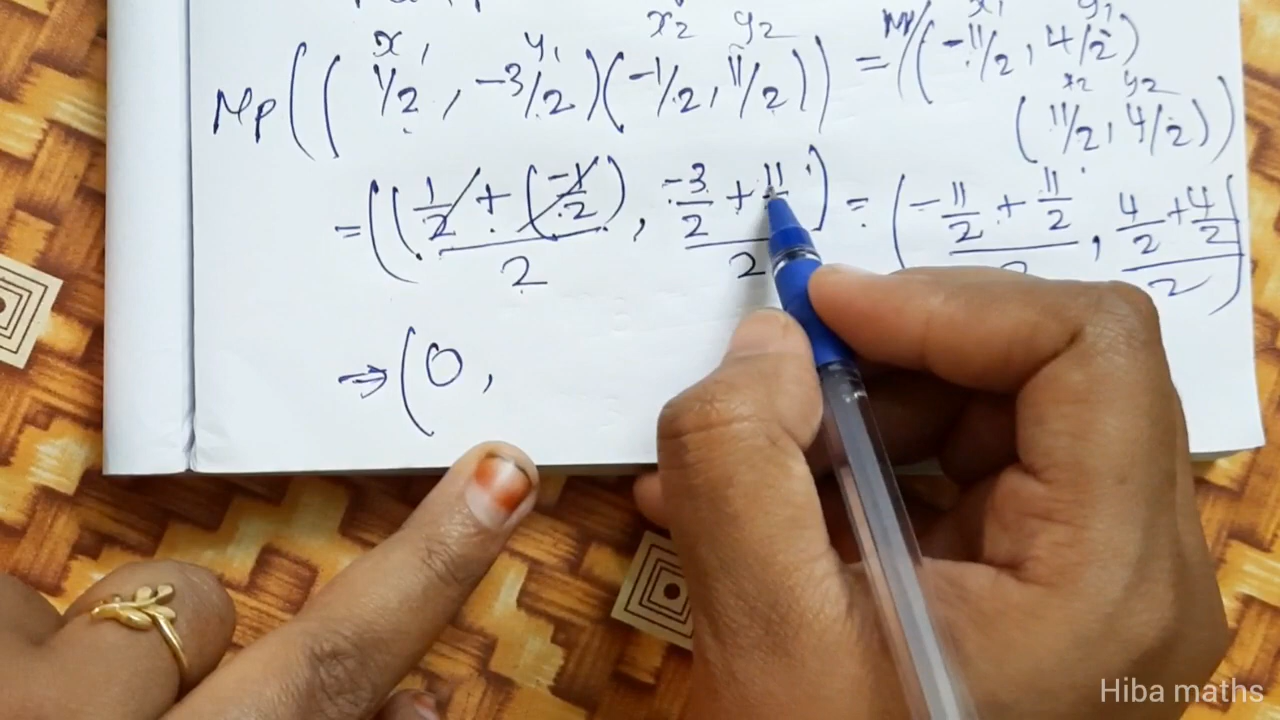 x₁ y₁ x₂ y₂ x₁ y₁
Mp((1/2, -3/2)(-1/2, 11/2)) = Mp((-11/2, 4/2)
x₂ y₂
(11/2, 4/2))
= ((1/2 + (-1/2))/2, (-3/2 + 11/)/2) = ((-11/2 + 11/2)/2, (4/2 + 4/2)/2)
⇒ (0,
Hiba maths